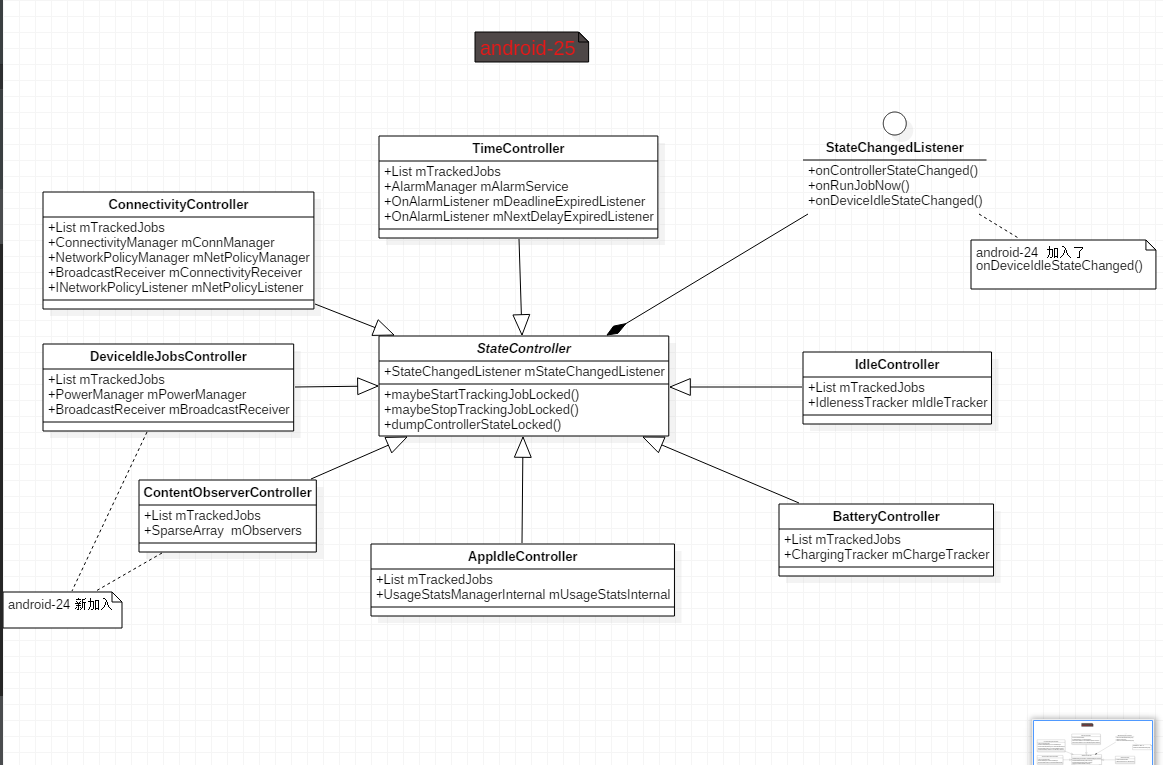 android-25
StateChangedListener
+onControllerStateChanged()
+onRunJobNow()
+onDeviceIdleStateChanged()
TimeController
+List mTrackedJobs
+AlarmManager mAlarmService
+OnAlarmListener mDeadlineExpiredListener
+OnAlarmListener mNextDelayExpiredListener
ConnectivityController
+List mTrackedJobs
+ConnectivityManager mConnManager
+NetworkPolicyManager mNetPolicyManager
+BroadcastReceiver mConnectivityReceiver
+INetworkPolicyListener mNetPolicyListener
android-24 加入了
onDeviceIdleStateChanged()
StateController
+StateChangedListener mStateChangedListener
+maybeStartTrackingJobLocked()
+maybeStopTrackingJobLocked()
+dumpControllerStateLocked()
DeviceIdleJobsController
+List mTrackedJobs
+PowerManager mPowerManager
+BroadcastReceiver mBroadcastReceiver
IdleController
+List mTrackedJobs
+IdlenessTracker mIdleTracker
ContentObserverController
+List mTrackedJobs
+SparseArray mObservers
BatteryController
+List mTrackedJobs
+ChargingTracker mChargeTracker
AppIdleController
+List mTrackedJobs
+UsageStatsManagerInternal mUsageStatsInternal
android-24 新加入